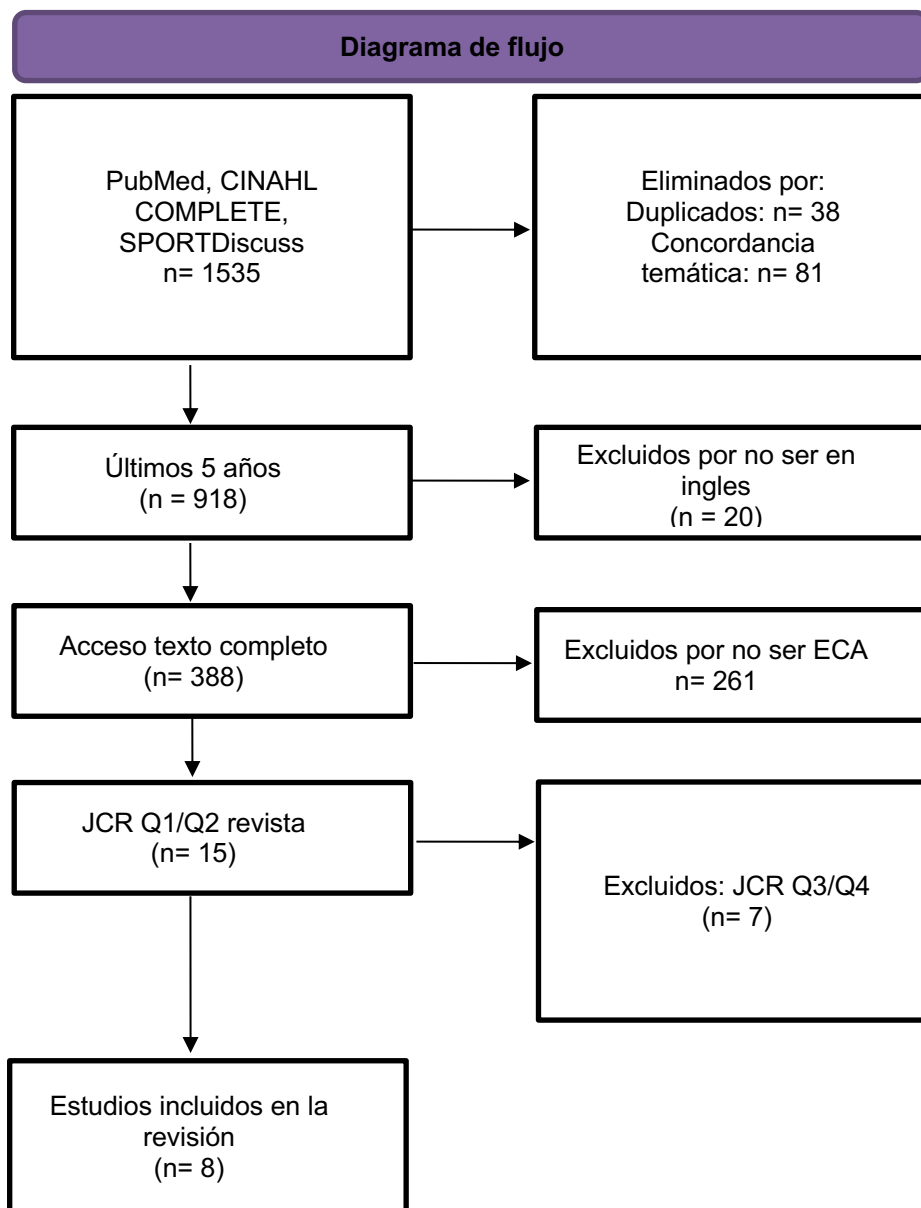 Diagrama de flujo
PubMed, CINAHL
COMPLETE,
SPORTDiscuss
n= 1535
Eliminados por:
Duplicados: n= 38
Concordancia
temática: n= 81
Últimos 5 años
(n = 918)
Excluidos por no ser en
ingles
(n = 20)
Acceso texto completo
(n= 388)
Excluidos por no ser ECA
n= 261
JCR Q1/Q2 revista
(n= 15)
Excluidos: JCR Q3/Q4
(n= 7)
Estudios incluidos en la
revisión
(n= 8)